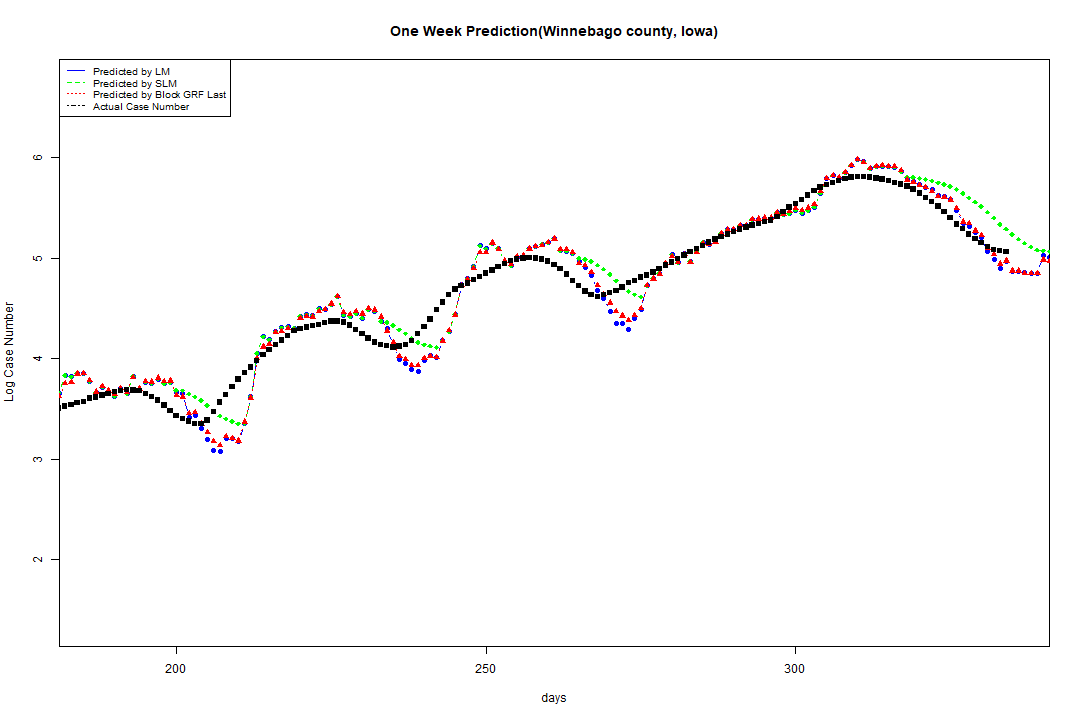 One Week Prediction(Winnebago county, Iowa)
Predicted by LM
Predicted by SLM
Predicted by Block GRF Last
Actual Case Number
6
5
4
3
2
Log Case Number
200 250 300
days